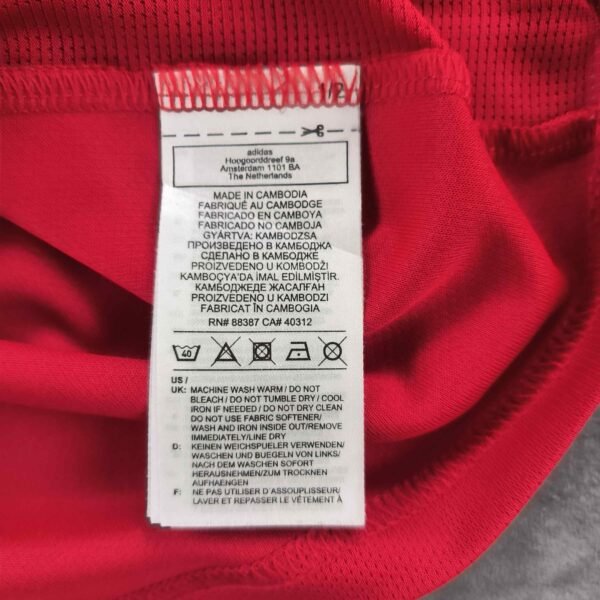 1/2
adidas
Hoogoorddreef 9a
Amsterdam 1101 BA
The Netherlands
MADE IN CAMBODIA
FABRIQUÉ AU CAMBODGE
FABRICADO EN CAMBOYA
FABRICADO NO CAMBOJA
GYÁRTVA: KAMBODZSA
ПРОИЗВЕДЕНО В КАМБОДЖА
СДЕЛАНО В КАМБОДЖЕ
PROIZVEDENO U KOMBODŽI
KAMBOÇYA'DA İMAL EDİLMİŞTİR.
КАМБОДЖЕДЕ ЖАСАЛҒАН
PROIZVEDENO U KAMBODZI
FABRICAT ÎN CAMBOGIA
RN# 88387 CA# 40312
40
US /
UK: MACHINE WASH WARM / DO NOT
BLEACH / DO NOT TUMBLE DRY / COOL
IRON IF NEEDED / DO NOT DRY CLEAN
DO NOT USE FABRIC SOFTENER/
WASH AND IRON INSIDE OUT/REMOVE
IMMEDIATELY/LINE DRY
D: KEINEN WEICHSPUELER VERWENDEN/
WASCHEN UND BUEGELN VON LINKS/
NACH DEM WASCHEN SOFORT
HERAUSNEHMEN/ZUM TROCKNEN
AUFHAENGEN
F: NE PAS UTILISER D ASSOUPLISEUR/
LAVER ET REPASSER LE VÊTEMENT À